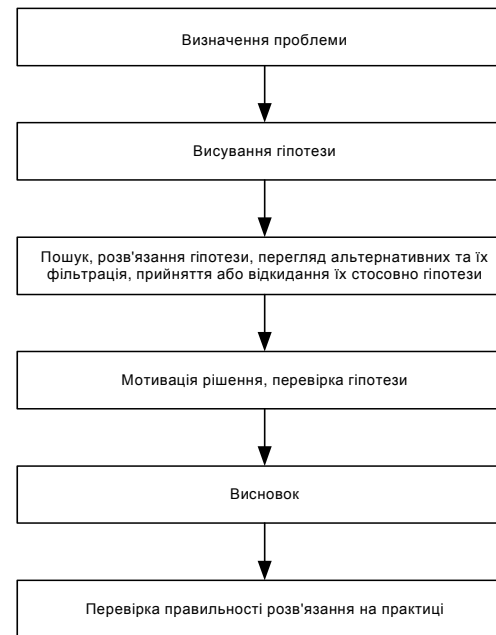 Визначення проблеми
Висування гіпотези
Пошук, розв'язання гіпотези, перегляд альтернативних та їх
фільтрація, прийняття або відкидання їх стосовно гіпотези
Мотивація рішення, перевірка гіпотези
Висновок
Перевірка правильності розв'язання на практиці